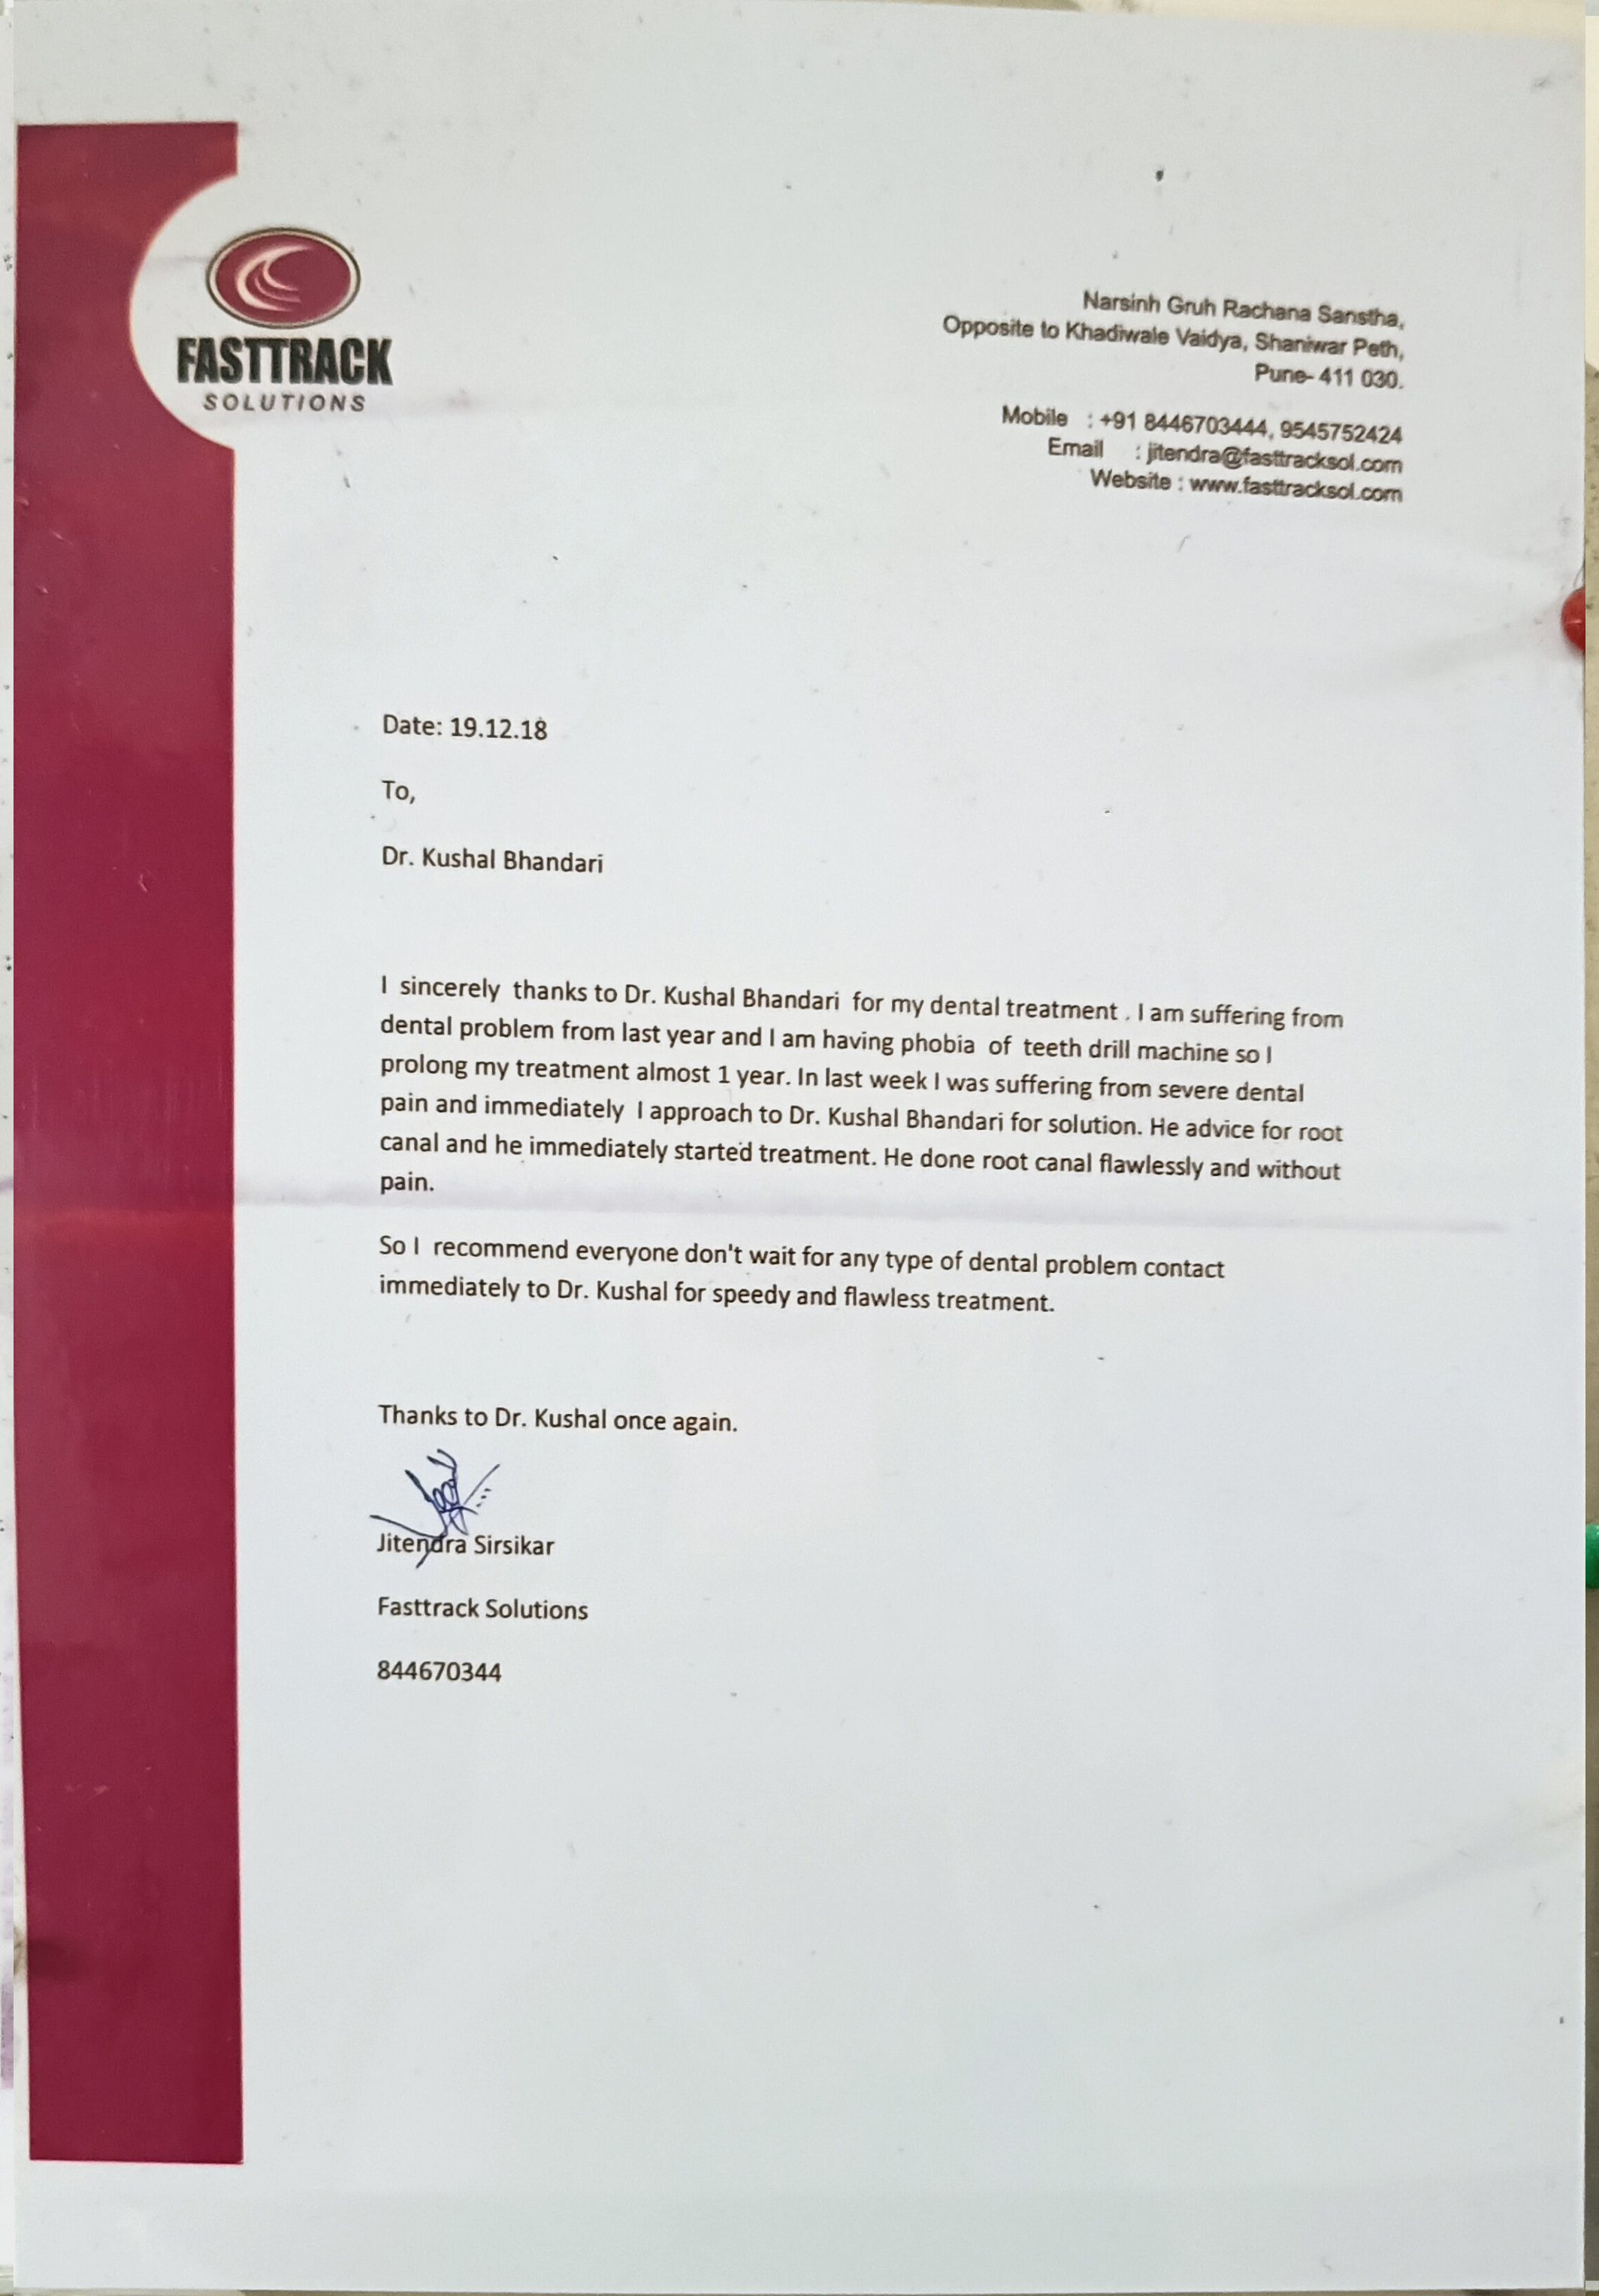 FASTTRACK
SOLUTIONS
Narsinh Gruh Rachana Sanstha,
Opposite to Khadiwale Vaidya, Shaniwar Peth,
Pune- 411 030.
Mobile : +91 8446703444, 9545752424
Email : jitendra@fasttracksol.com
Website : www.fasttracksol.com
Date: 19.12.18
To,
Dr. Kushal Bhandari
I sincerely thanks to Dr. Kushal Bhandari for my dental treatment . I am suffering from
dental problem from last year and I am having phobia of teeth drill machine so I
prolong my treatment almost 1 year. In last week I was suffering from severe dental
pain and immediately I approach to Dr. Kushal Bhandari for solution. He advice for root
canal and he immediately started treatment. He done root canal flawlessly and without
pain.
So I recommend everyone don't wait for any type of dental problem contact
immediately to Dr. Kushal for speedy and flawless treatment.
Thanks to Dr. Kushal once again.
Jitendra Sirsikar
Fasttrack Solutions
844670344